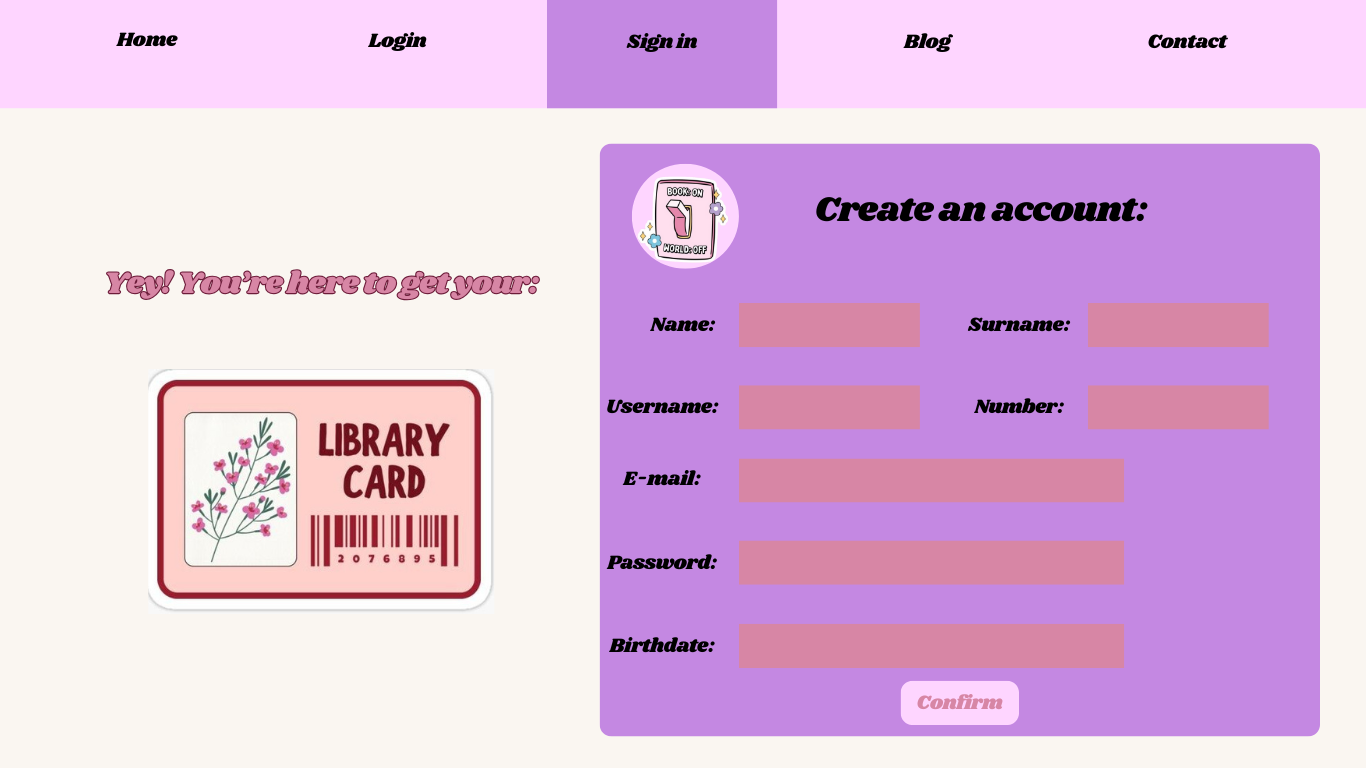 Home Login Sign in Blog Contact
BOOK: ON
WORLD: OFF
Create an account:
Yey! You're here to get your:
LIBRARY
CARD
2076895
Name: Surname:
Username: Number:
E-mail:
Password:
Birthdate:
Confirm